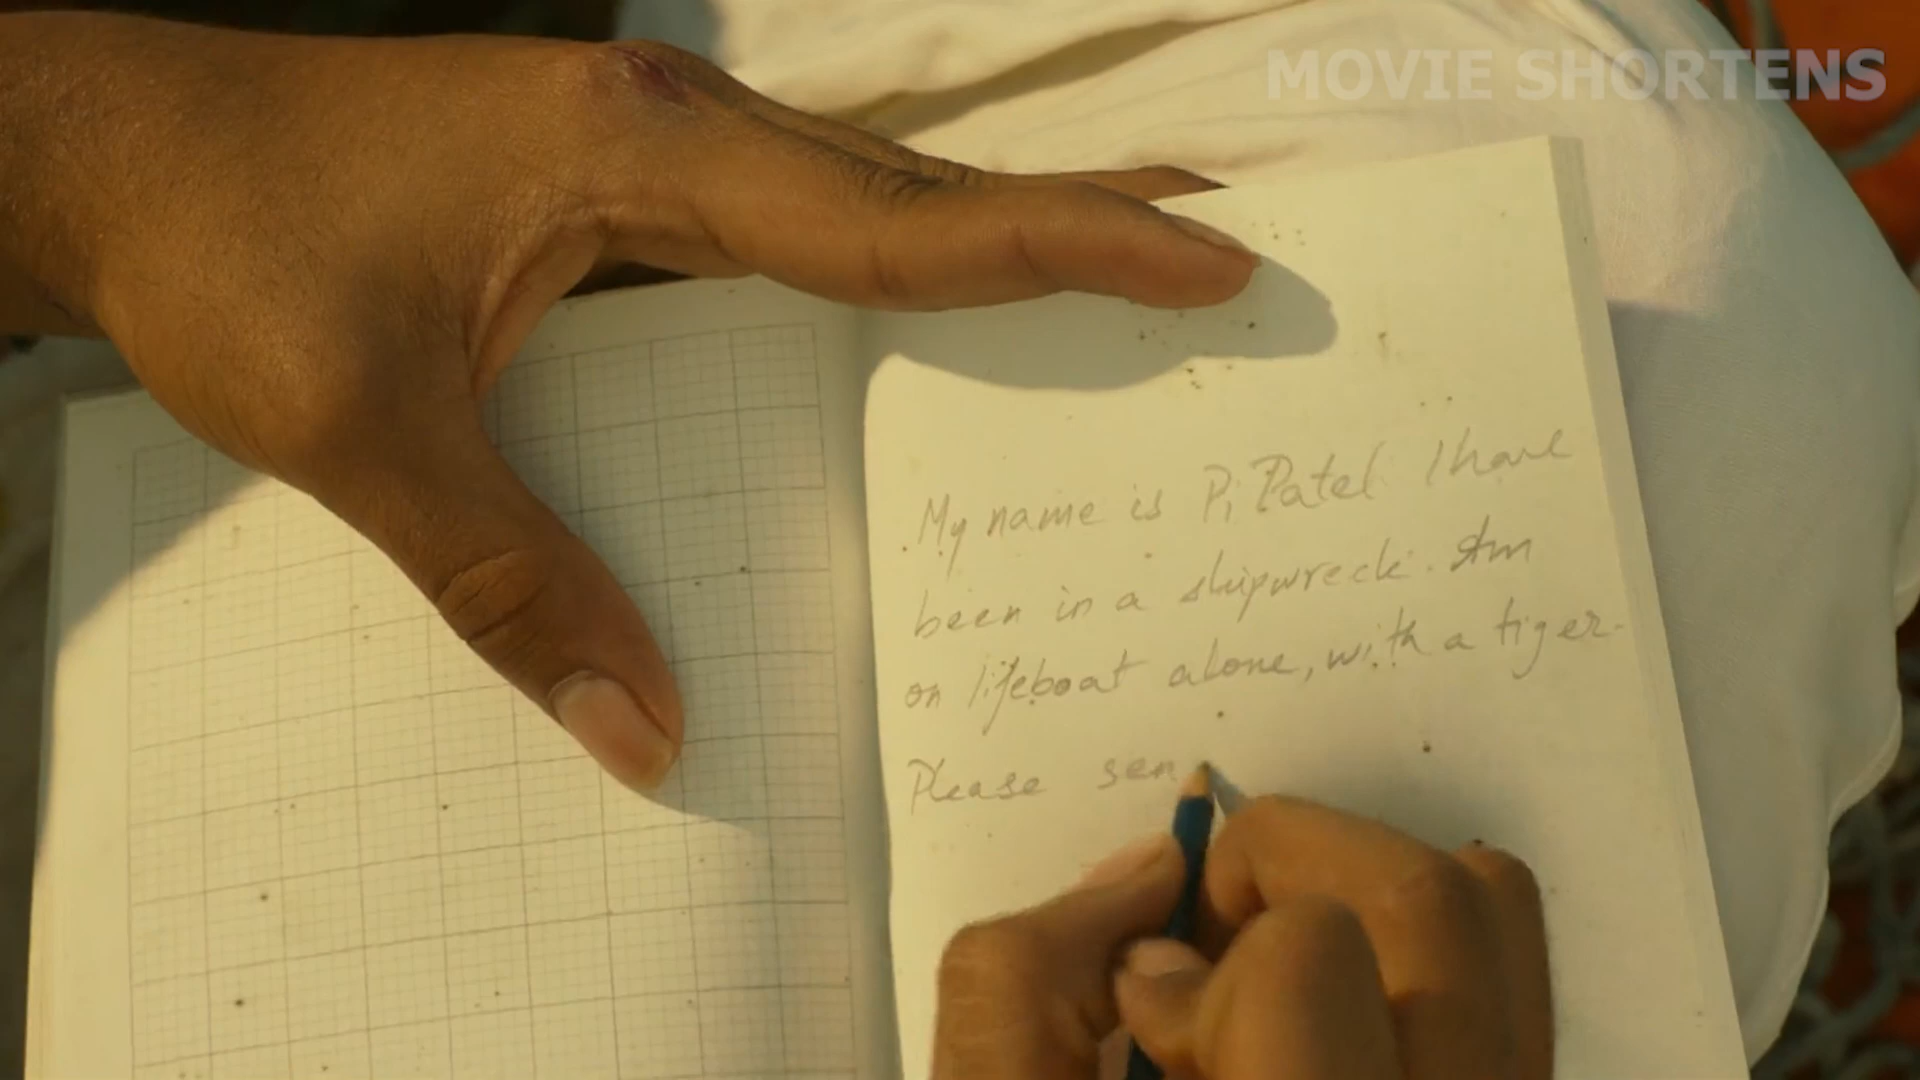 MOVIE SHORTENS
My name is Pi Patel I have
been in a shipwreck. Am
on lifeboat alone, with a tiger.
Please sen